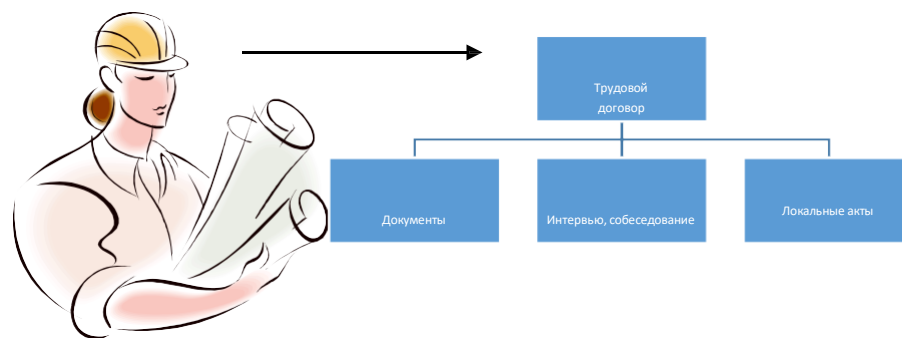 Трудовой
договор
Документы
Интервью, собеседование
Локальные акты